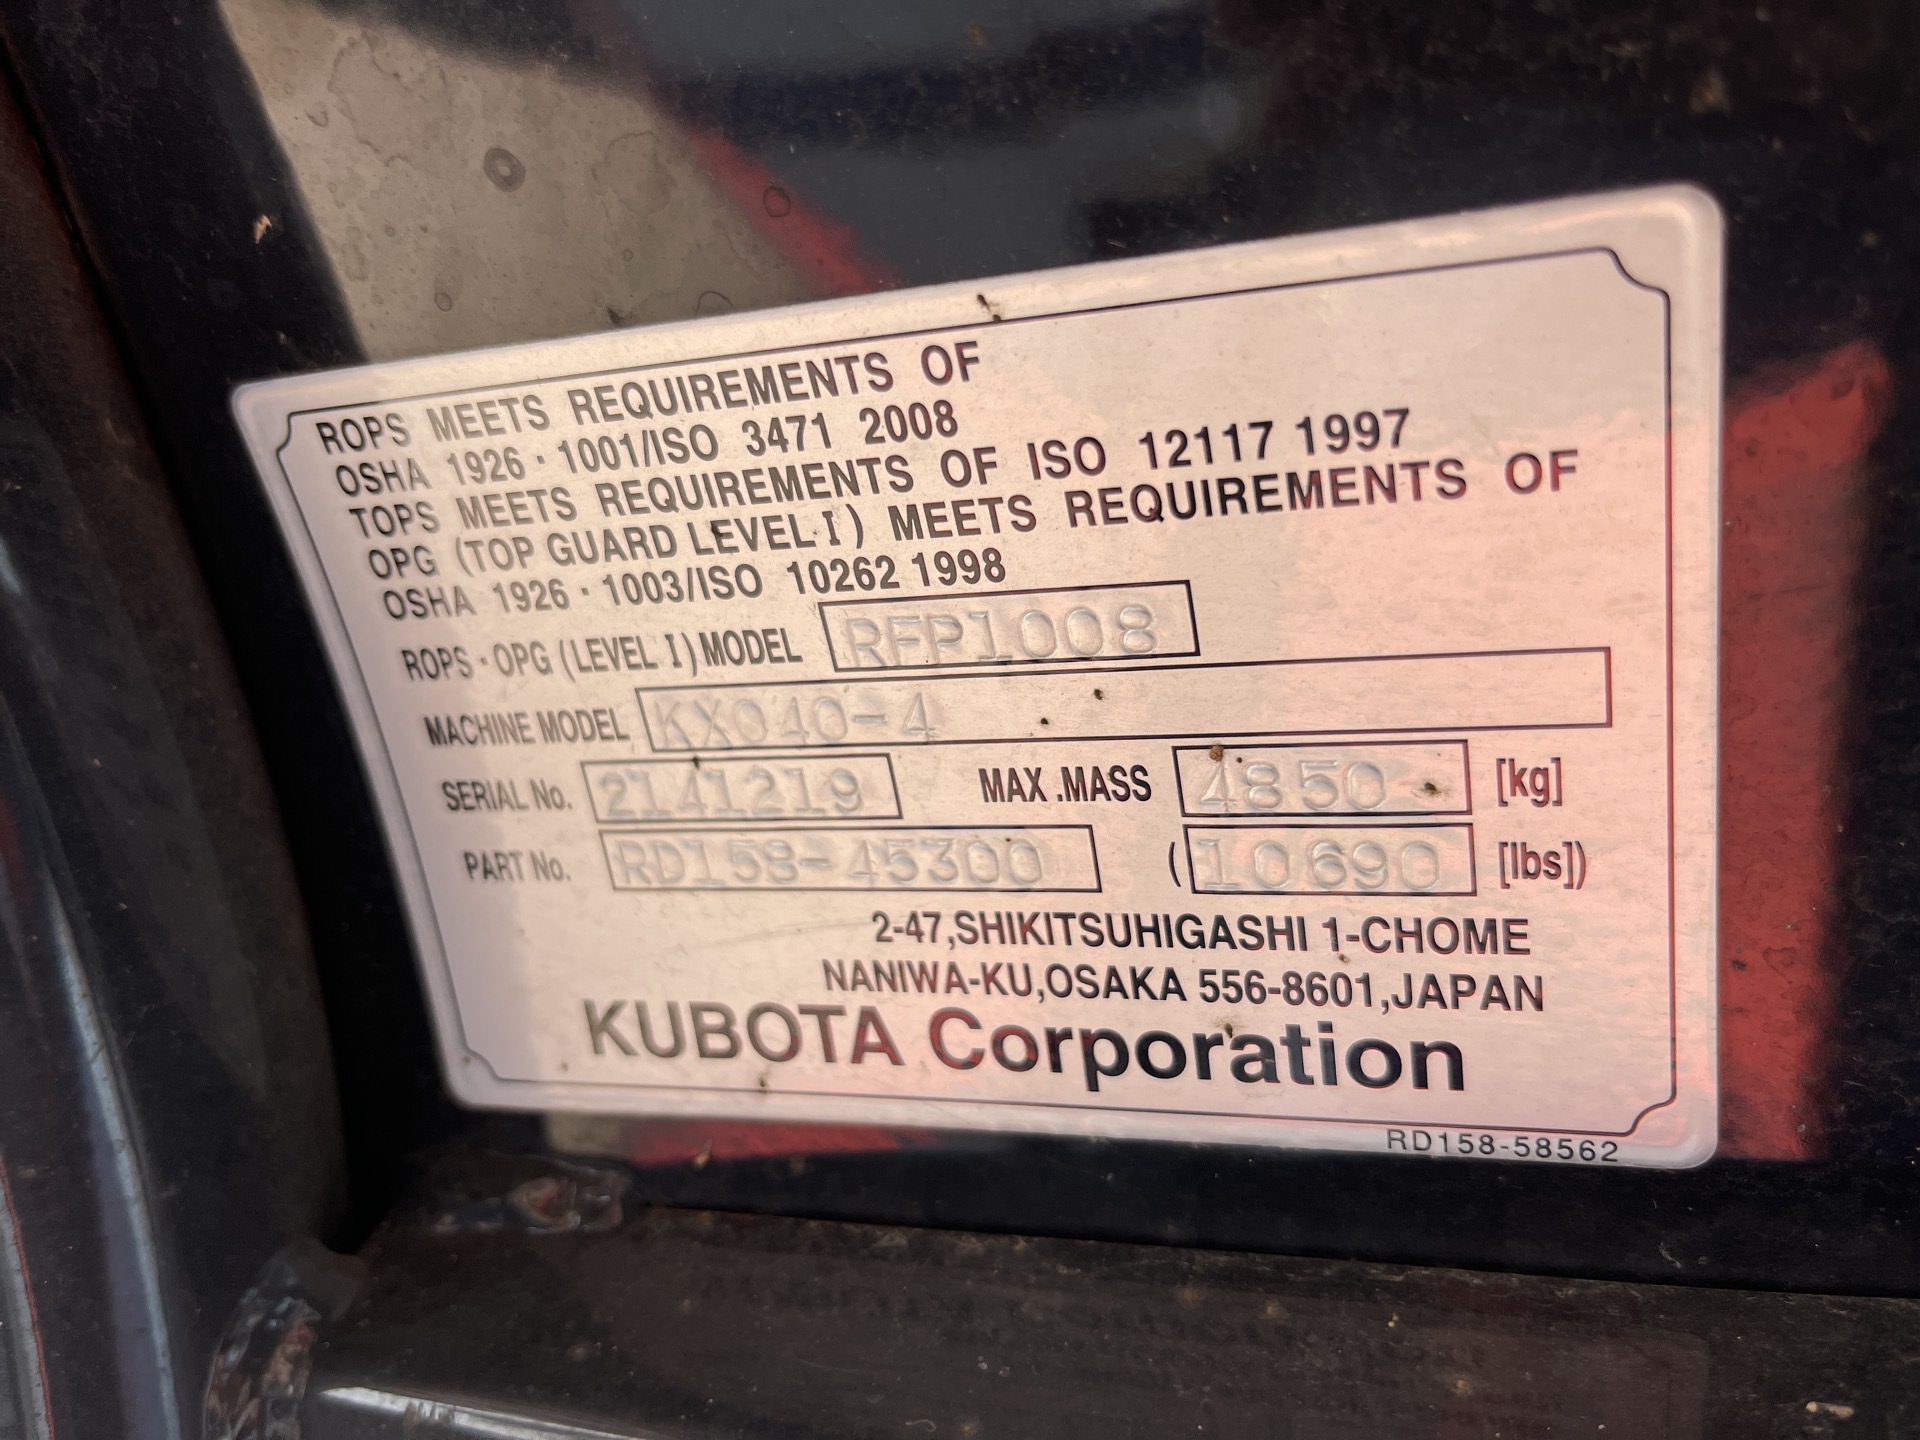 ROPS MEETS REQUIREMENTS OF
OSHA 1926・1001/ISO 3471 2008
TOPS MEETS REQUIREMENTS OF ISO 12117 1997
OPG (TOP GUARD LEVEL I) MEETS REQUIREMENTS OF
OSHA 1926・1003/ISO 10262 1998
ROPS・OPG (LEVEL I) MODEL RFP1008
MACHINE MODEL KX040-4
SERIAL No. 2141219 MAX .MASS 4850 [kg]
PART No. RD158-45300 (10690 [lbs])
2-47,SHIKITSUHIGASHI 1-CHOME
NANIWA-KU,OSAKA 556-8601,JAPAN
KUBOTA Corporation
RD158-58562